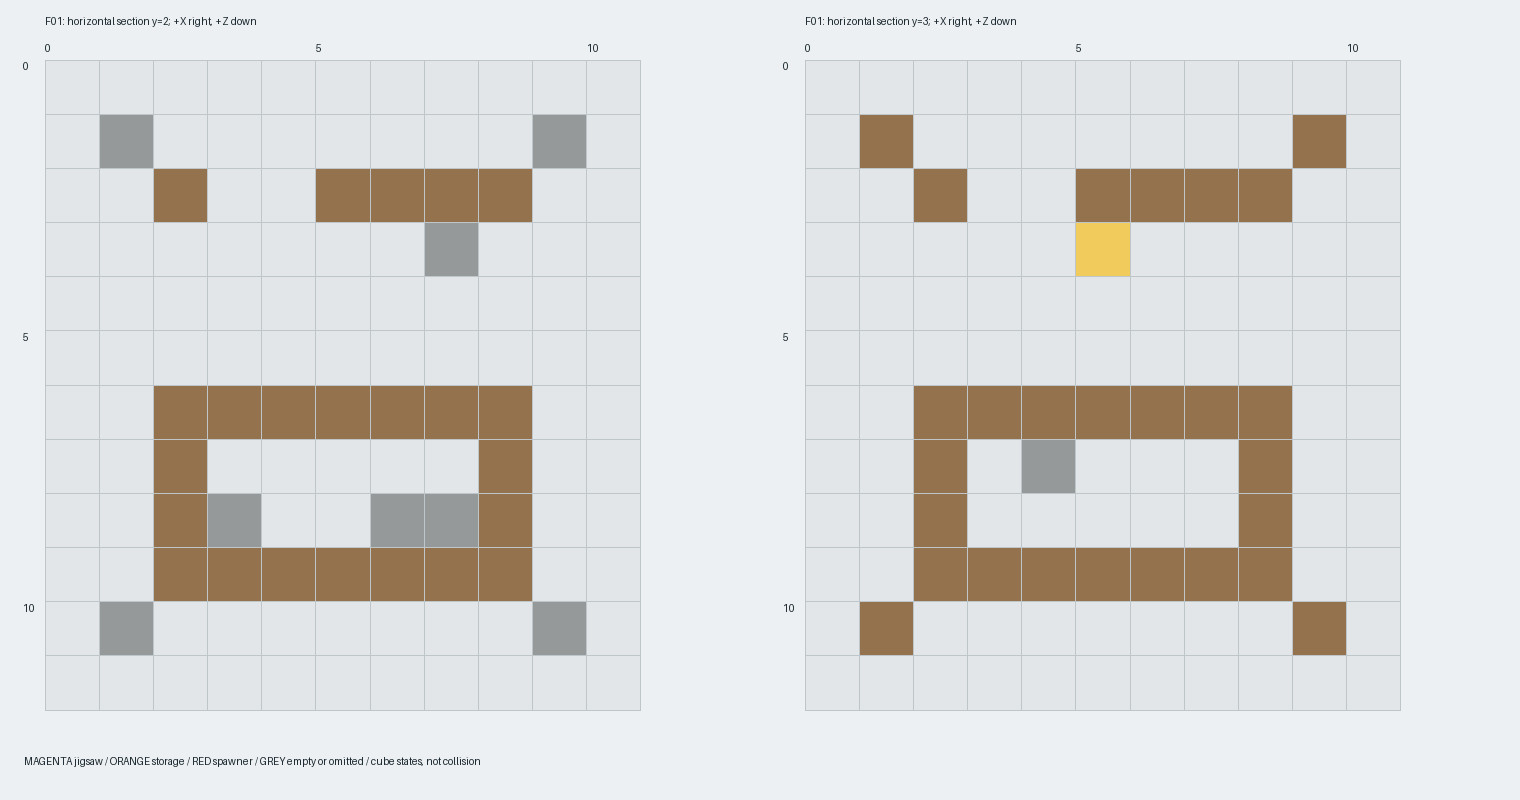 F01: horizontal section y=2; +X right, +Z down
F01: horizontal section y=3; +X right, +Z down
0 5 10
0 5 10
0
0
5
5
10
10
MAGENTA jigsaw / ORANGE storage / RED spawner / GREY empty or omitted / cube states, not collision